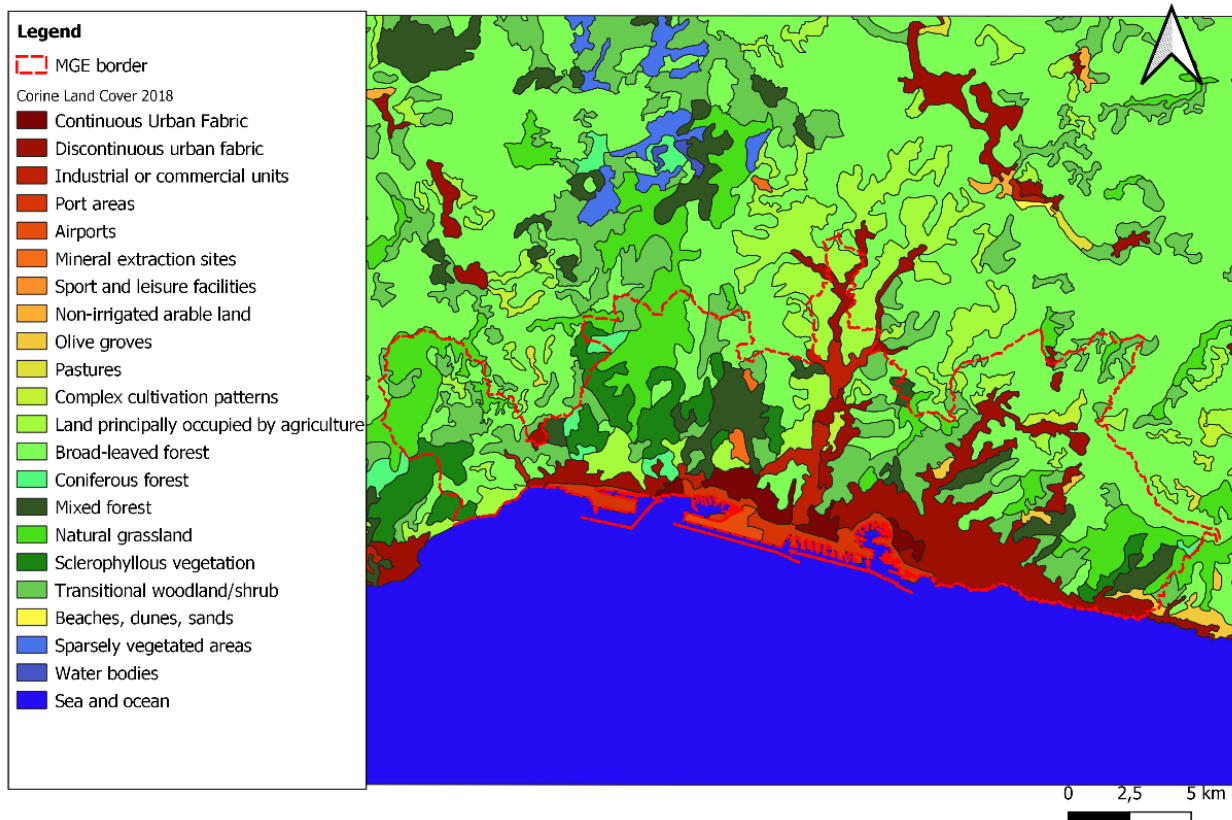 Legend
MGE border
Corine Land Cover 2018
Continuous Urban Fabric
Discontinuous urban fabric
Industrial or commercial units
Port areas
Airports
Mineral extraction sites
Sport and leisure facilities
Non-irrigated arable land
Olive groves
Pastures
Complex cultivation patterns
Land principally occupied by agriculture
Broad-leaved forest
Coniferous forest
Mixed forest
Natural grassland
Sclerophyllous vegetation
Transitional woodland/shrub
Beaches, dunes, sands
Sparsely vegetated areas
Water bodies
Sea and ocean
0 2,5 5 km